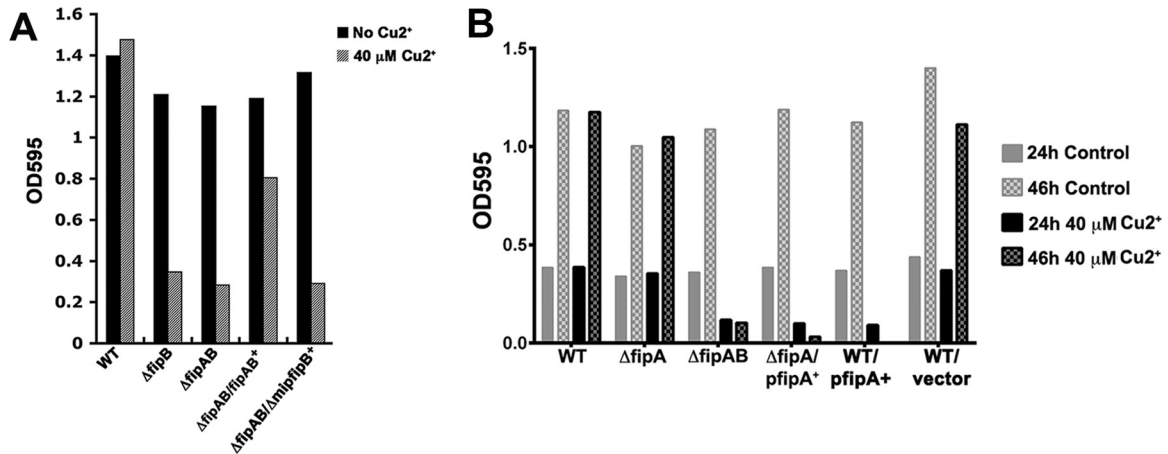 A
OD595
1.6
1.4
1.2
1
0.8
0.6
0.4
0.2
0
WT
ΔfipB
ΔfipAB
ΔfipAB/fipAB⁺
ΔfipAB/ΔmipfipB⁺
No Cu2⁺
40 μM Cu2⁺
B
OD595
1.5
1.0
0.5
0.0
WT
ΔfipA
ΔfipAB
ΔfipA/
pfipA⁺
WT/
pfipA+
WT/
vector
24h Control
46h Control
24h 40 μM Cu2⁺
46h 40 μM Cu2⁺